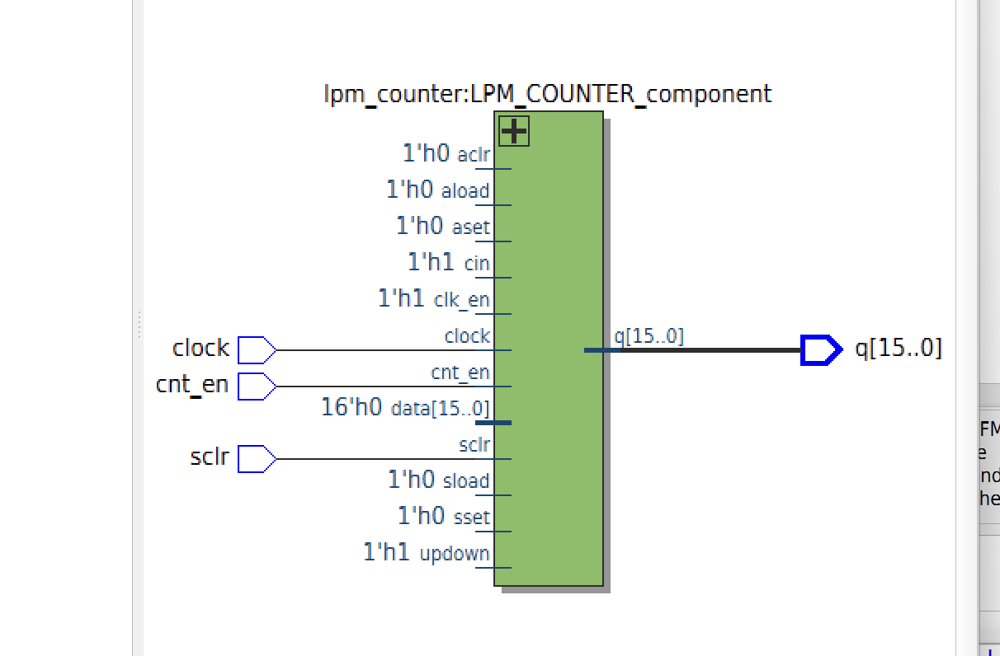 lpm_counter:LPM_COUNTER_component
1'h0 aclr
1'h0 aload
1'h0 aset
1'h1 cin
1'h1 clk_en
clock
clock
cnt_en
cnt_en
16'h0 data[15..0]
sclr
sclr
1'h0 sload
1'h0 sset
1'h1 updown
q[15..0]
q[15..0]